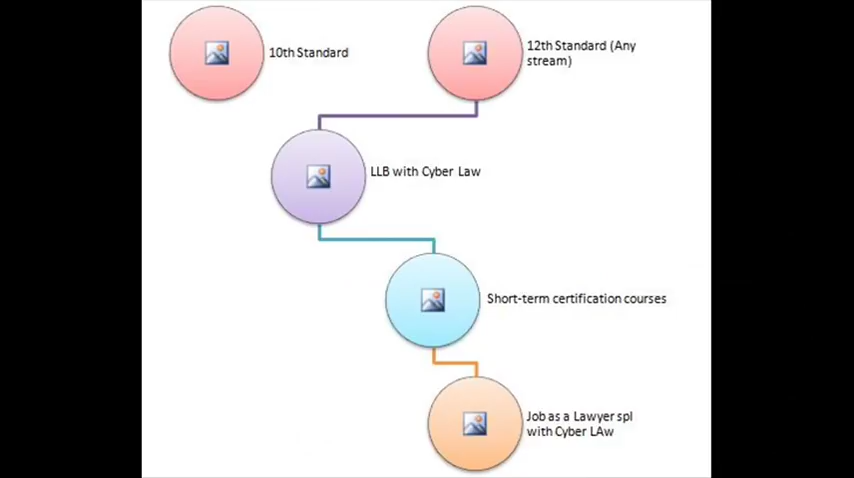 10th Standard
12th Standard (Any
stream)
LLB with Cyber Law
Short-term certification courses
Job as a Lawyer spl
with Cyber LAw